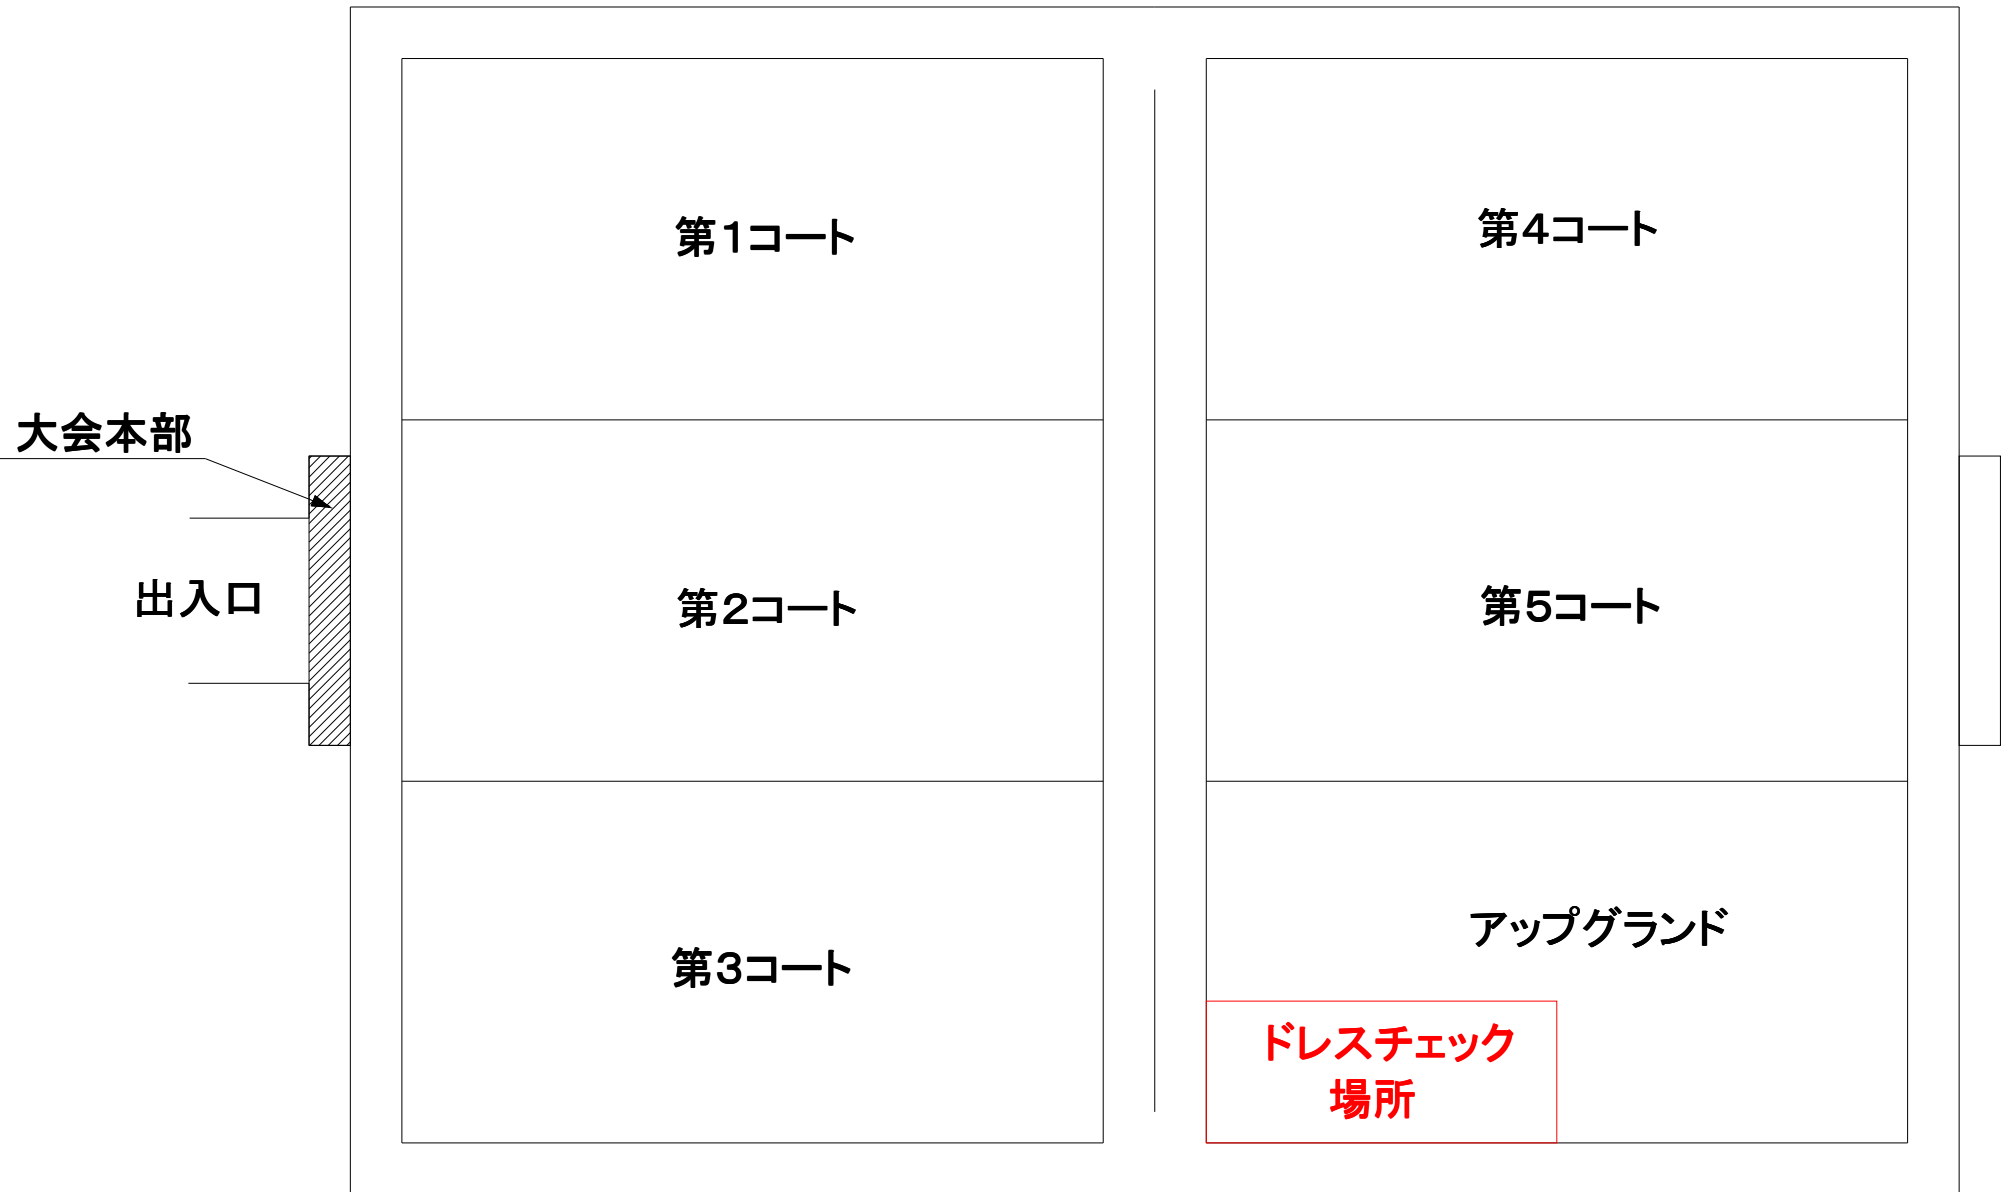 第1コート
第4コート
大会本部
出入口
第2コート
第5コート
第3コート
アップグランド
ドレスチェック
場所